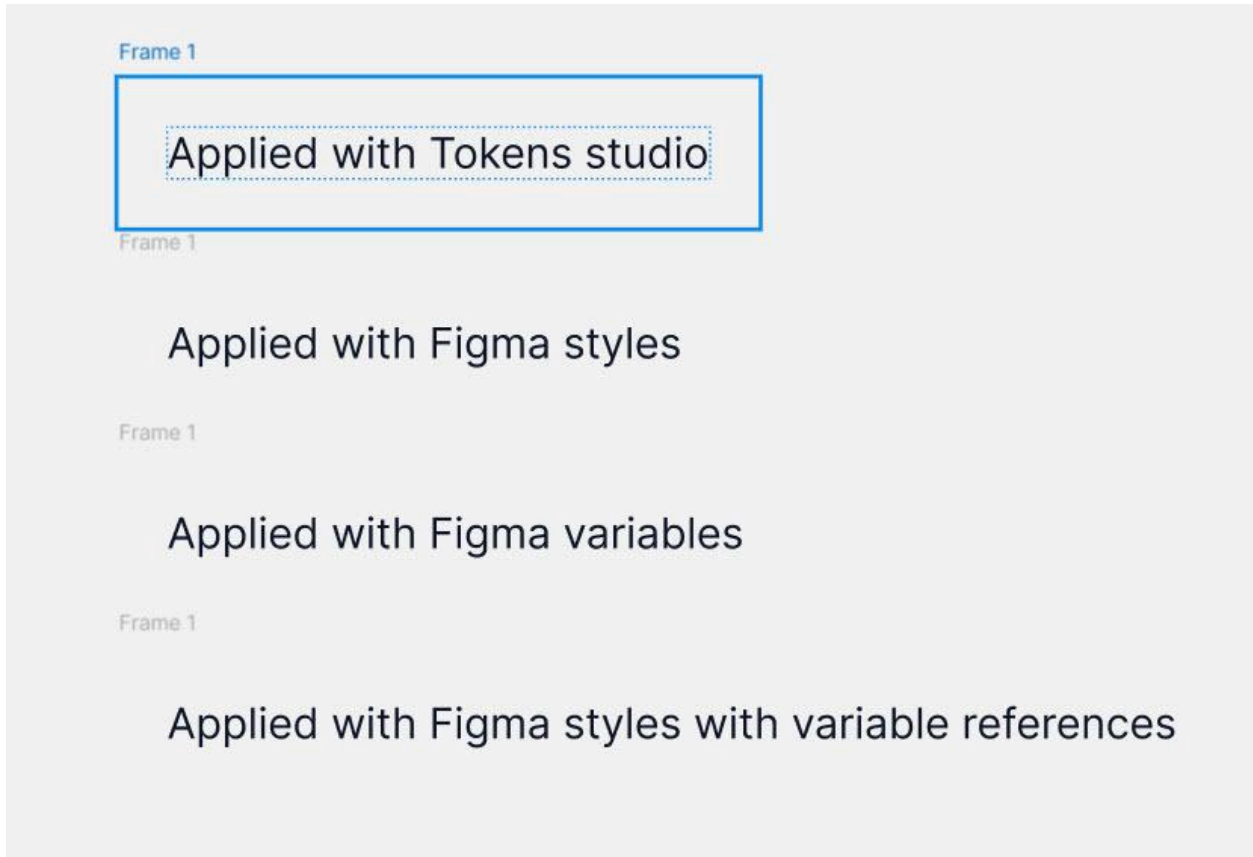 Frame 1
Applied with Tokens studio
Frame 1
Applied with Figma styles
Frame 1
Applied with Figma variables
Frame 1
Applied with Figma styles with variable references